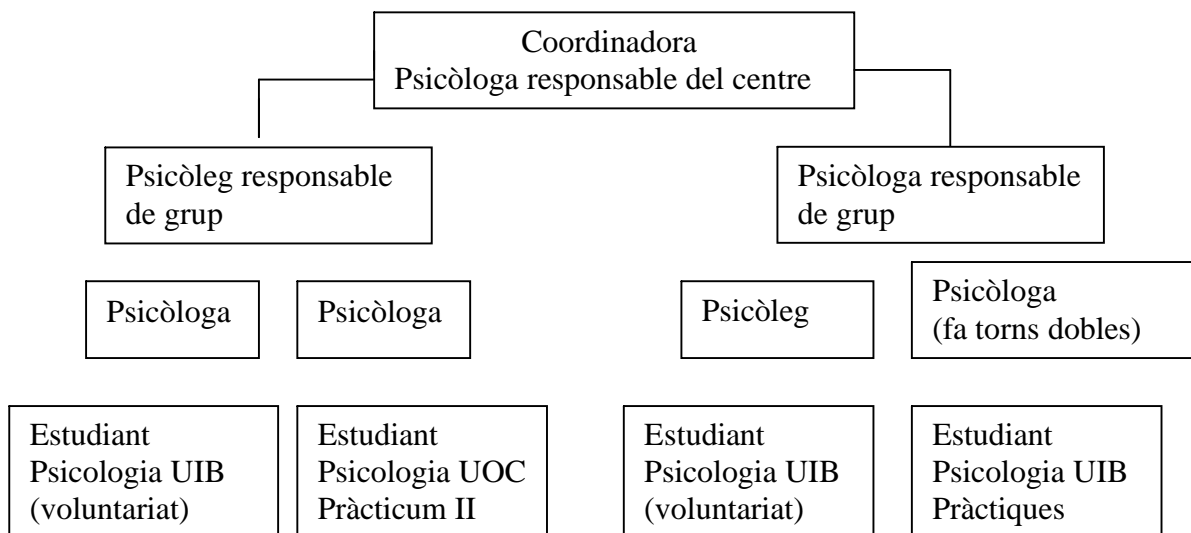 Coordinadora
Psicòloga responsable del centre
Psicòleg responsable
de grup
Psicòloga responsable
de grup
Psicòloga
Psicòloga
Psicòleg
Psicòloga
(fa torns dobles)
Estudiant
Psicologia UIB
(voluntariat)
Estudiant
Psicologia UOC
Pràcticum II
Estudiant
Psicologia UIB
(voluntariat)
Estudiant
Psicologia UIB
Pràctiques